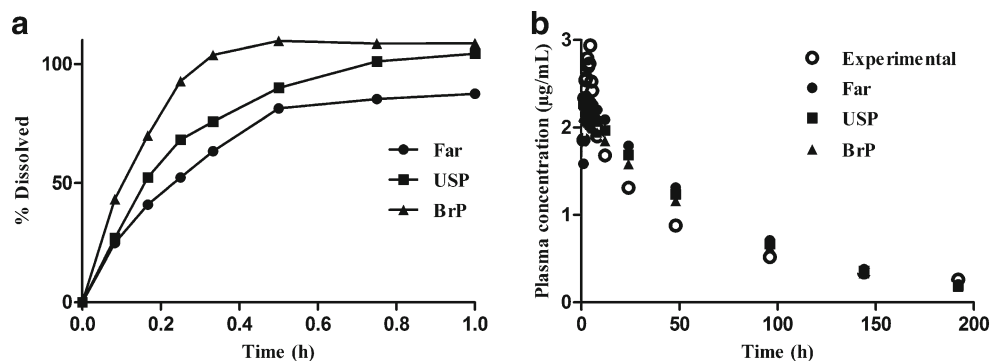 a
% Dissolved
100
50
0
0.0 0.2 0.4 0.6 0.8 1.0
Time (h)
Far
USP
BrP
b
Plasma concentration (µg/mL)
3
2
1
0
0 50 100 150 200
Time (h)
Experimental
Far
USP
BrP